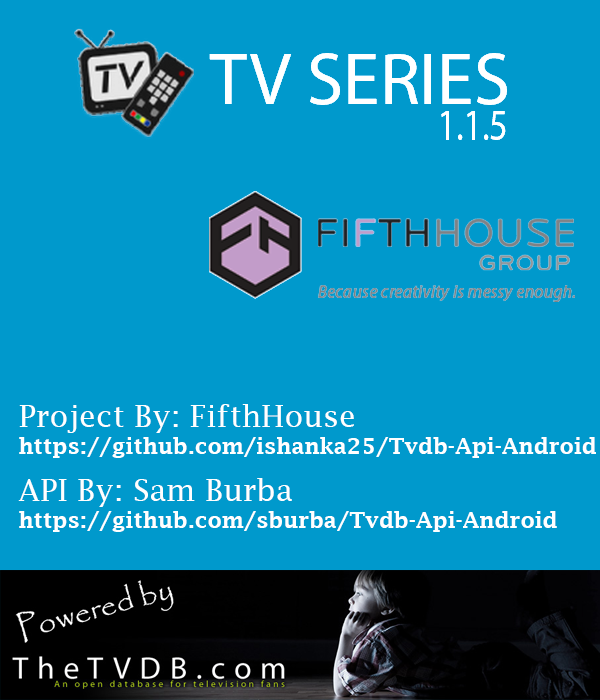 TV
TV SERIES
1.1.5
FIFTHHOUSE
GROUP
Because creativity is messy enough.
Project By: FifthHouse
https://github.com/ishanka25/Tvdb-Api-Android
API By: Sam Burba
https://github.com/sburba/Tvdb-Api-Android
Powered by
TheTVDB.com
An open database for television fans